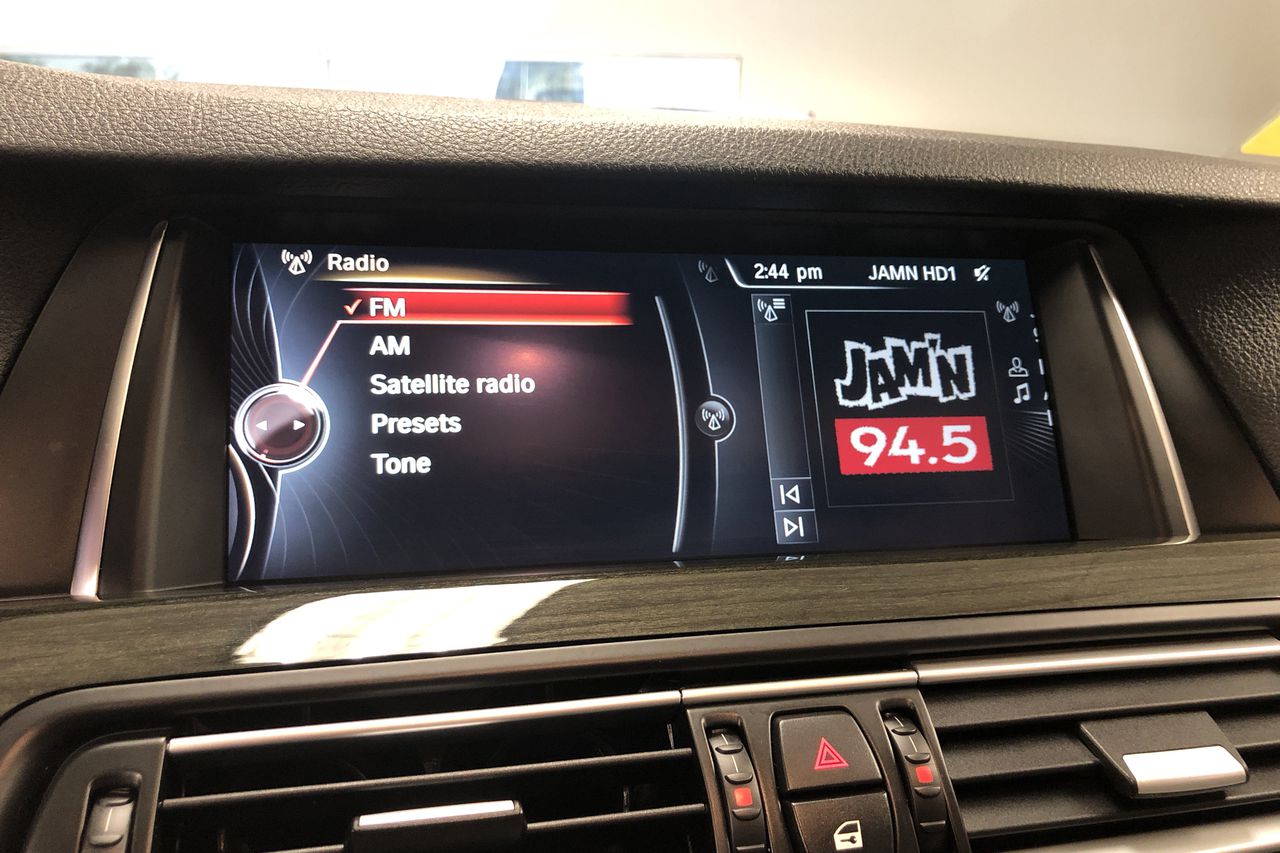 Radio
2:44 pm
JAMN HD1
FM
AM
Satellite radio
Presets
Tone
JAM'N
94.5